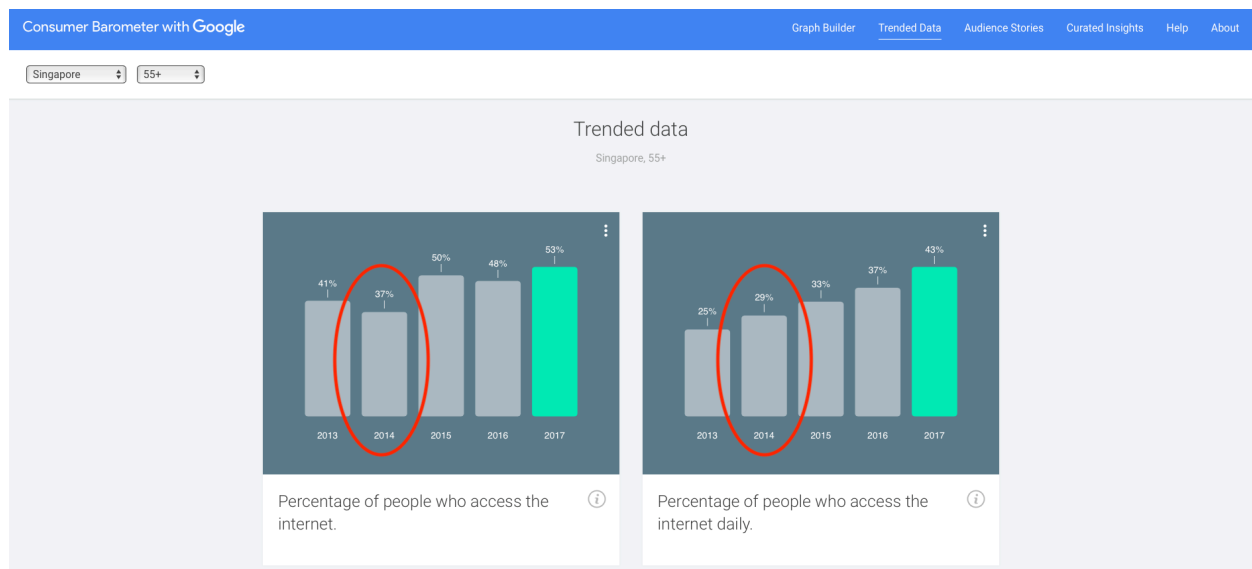 Consumer Barometer with Google
Graph Builder Trended Data Audience Stories Curated Insights Help About
Singapore 55+
Trended data
Singapore, 55+
41% 37% 50% 48% 53%
2013 2014 2015 2016 2017
Percentage of people who access the
internet.
25% 29% 33% 37% 43%
2013 2014 2015 2016 2017
Percentage of people who access the
internet daily.